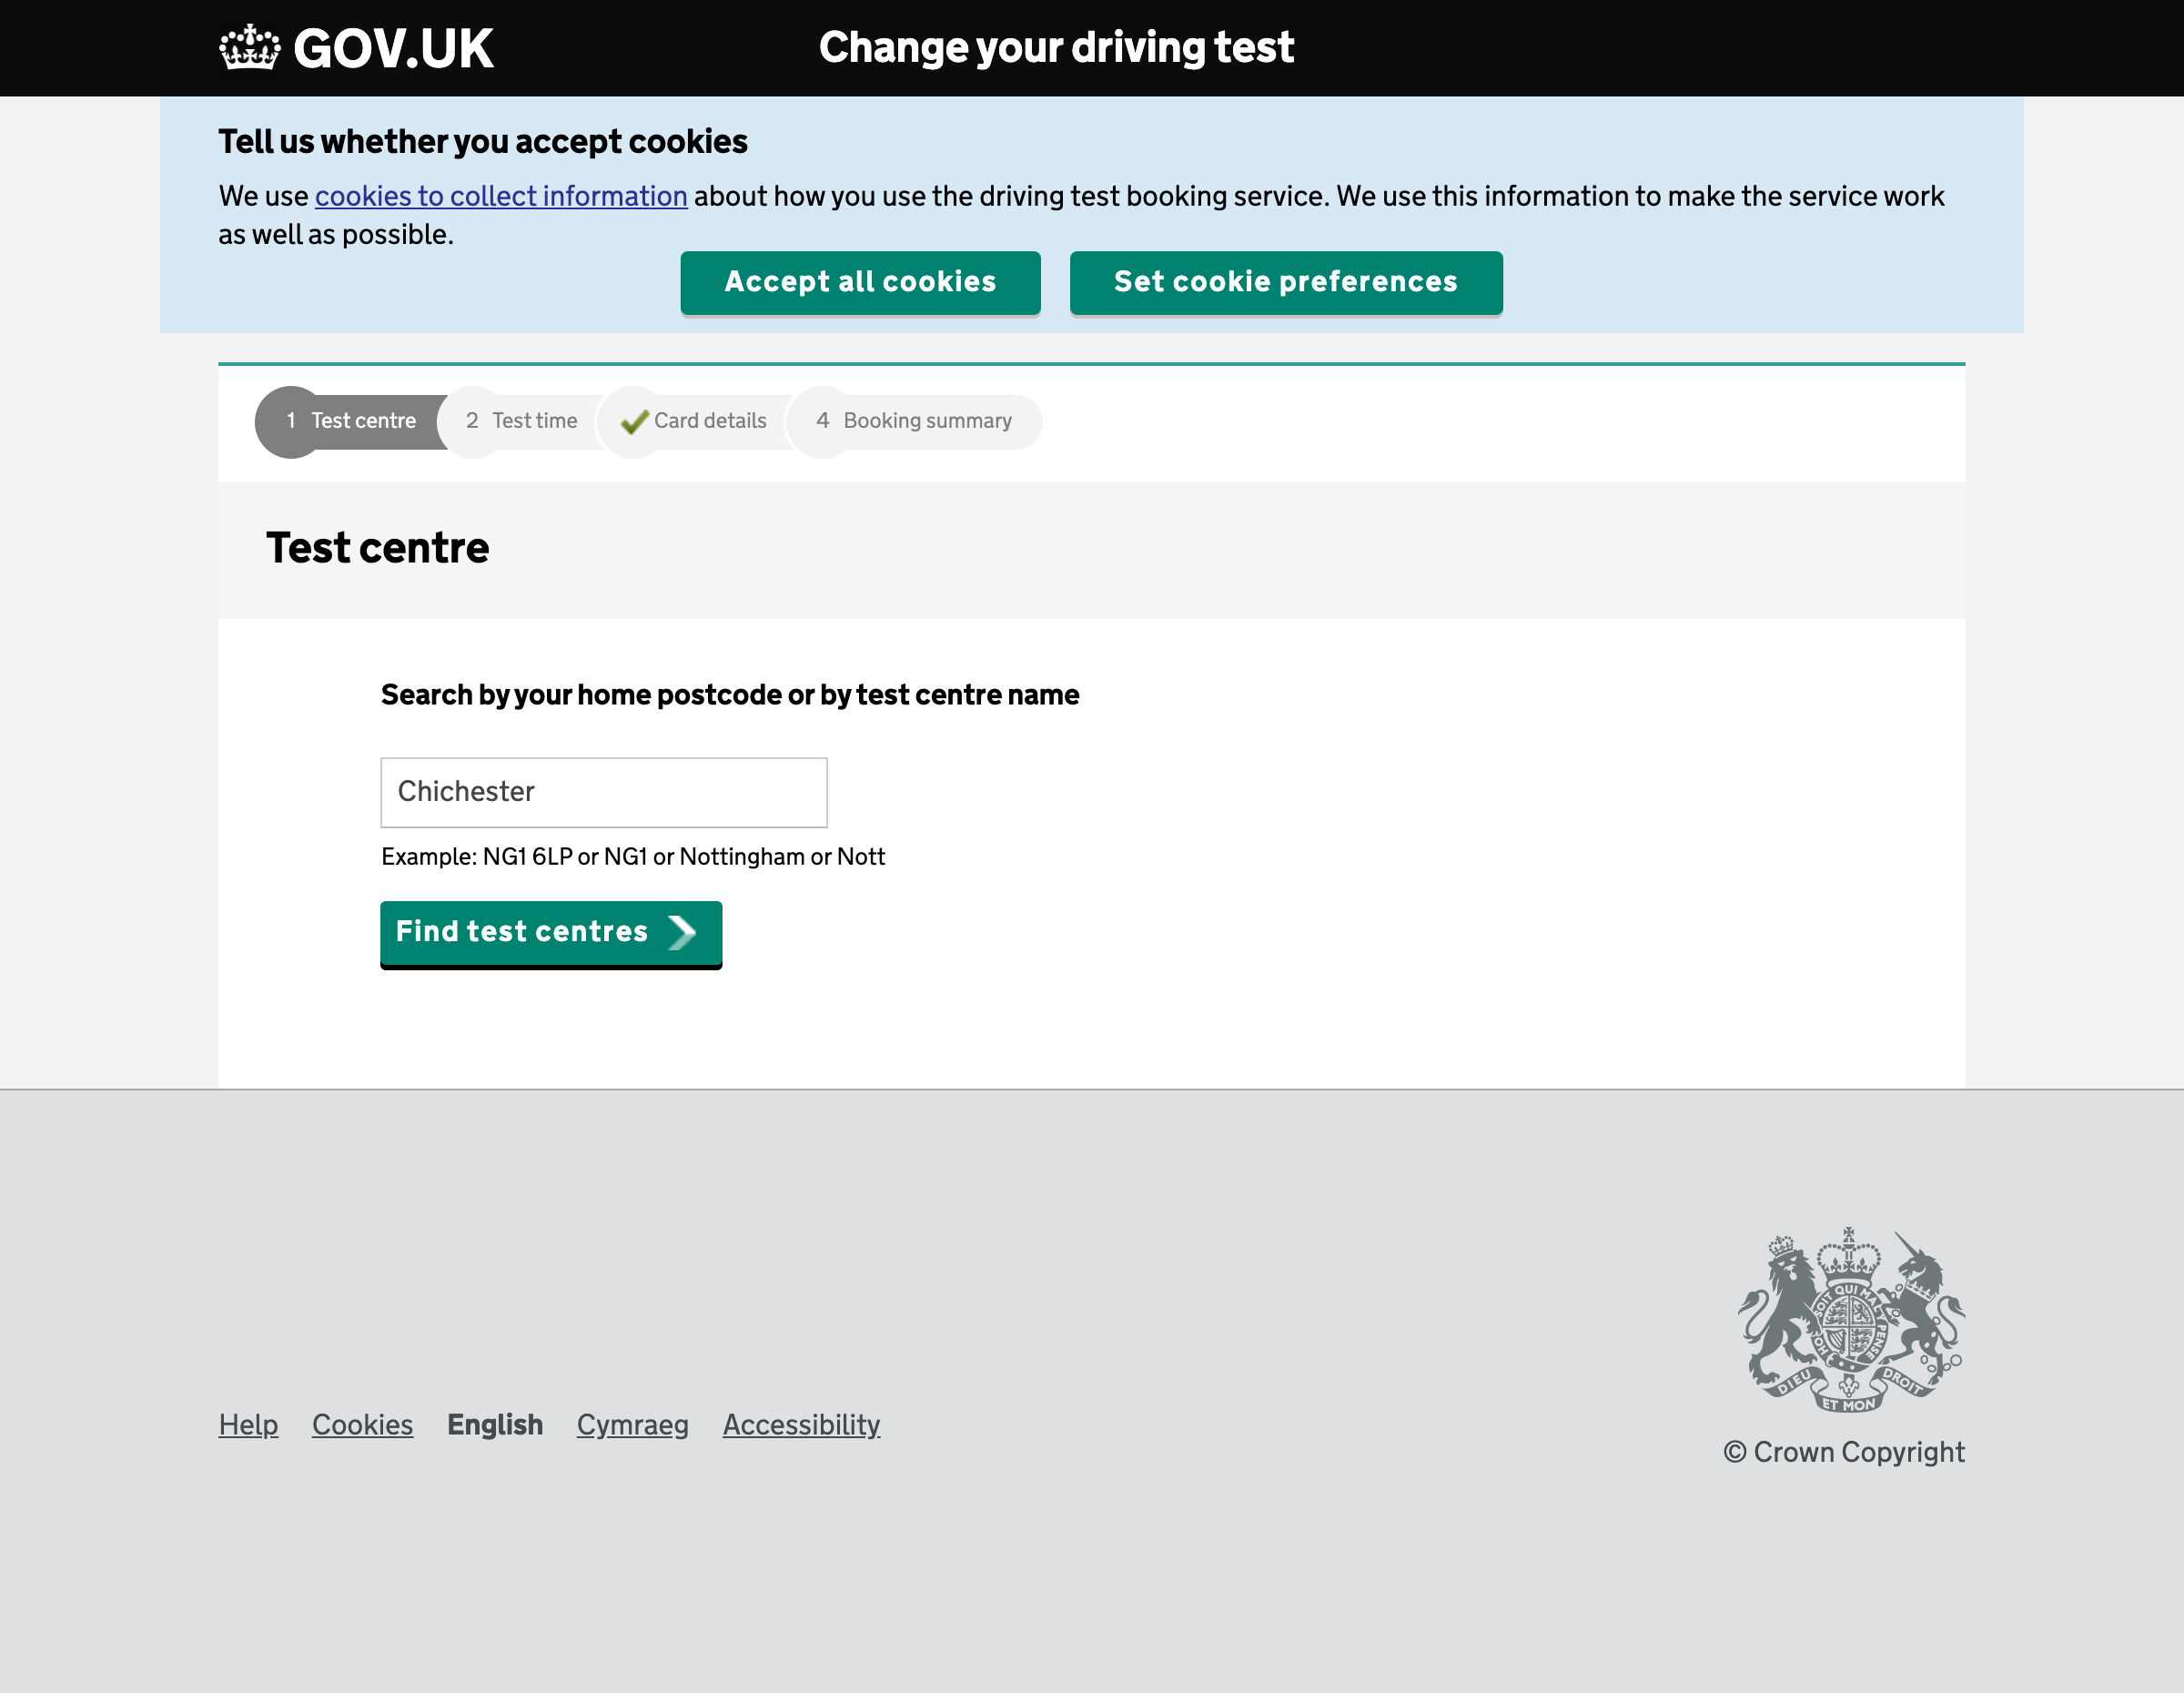 GOV.UK
Change your driving test
Tell us whether you accept cookies
We use cookies to collect information about how you use the driving test booking service. We use this information to make the service work
as well as possible.
Accept all cookies
Set cookie preferences
1 Test centre
2 Test time
Card details
4 Booking summary
Test centre
Search by your home postcode or by test centre name
Chichester
Example: NG1 6LP or NG1 or Nottingham or Nott
Find test centres
HONI SOIT QUI MAL Y PENSE
DIEU ET MON DROIT
Help
Cookies
English
Cymraeg
Accessibility
© Crown Copyright